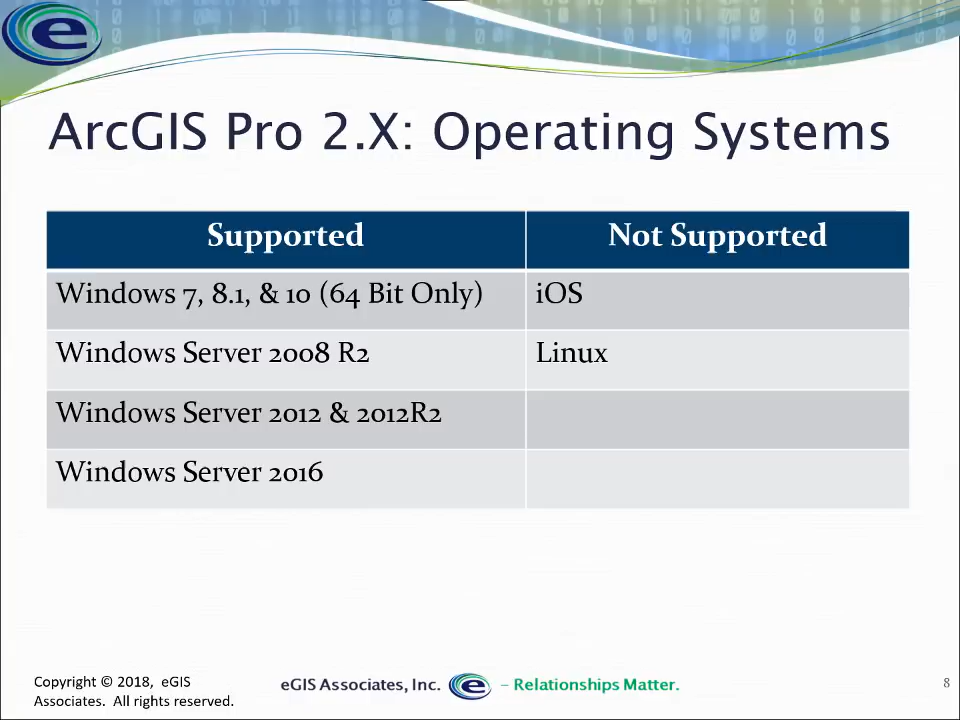 e
ArcGIS Pro 2.X: Operating Systems
Supported Not Supported
Windows 7, 8.1, & 10 (64 Bit Only) iOS
Windows Server 2008 R2 Linux
Windows Server 2012 & 2012R2
Windows Server 2016
Copyright © 2018, eGIS
Associates. All rights reserved.
eGIS Associates, Inc. e – Relationships Matter.
8